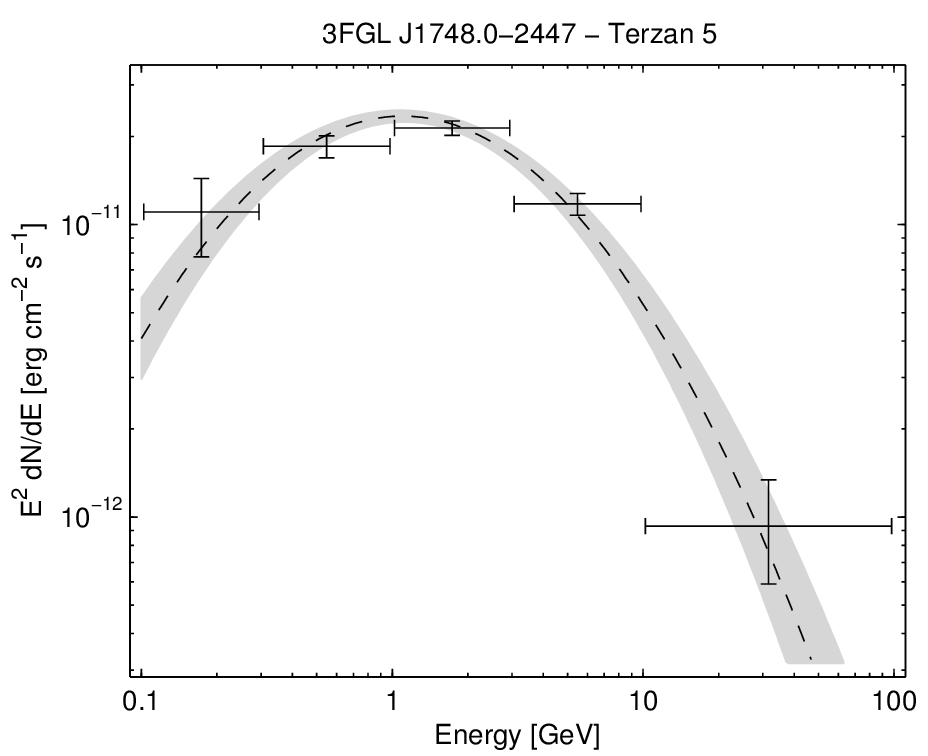 3FGL J1748.0−2447 − Terzan 5
E² dN/dE [erg cm⁻² s⁻¹]
10⁻¹¹
10⁻¹²
0.1 1 10 100
Energy [GeV]